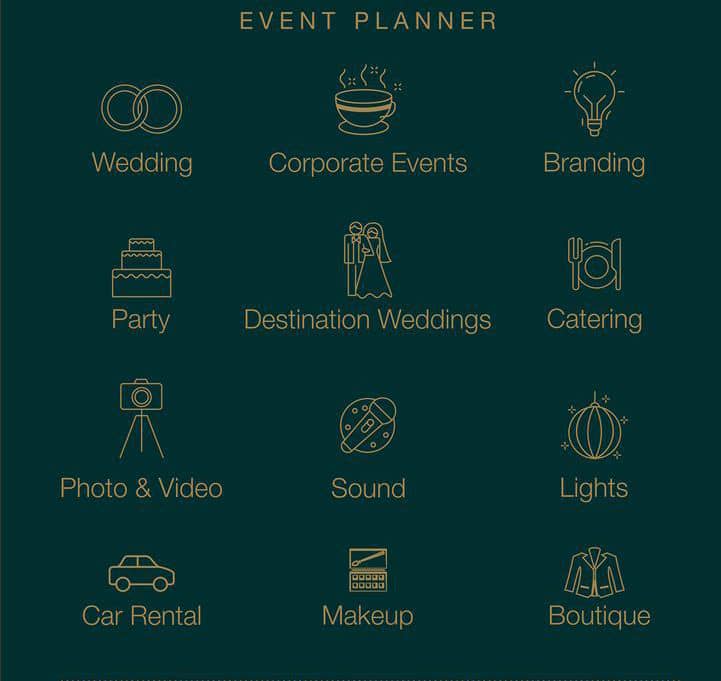 EVENT PLANNER
Wedding
Corporate Events
Branding
Party
Destination Weddings
Catering
Photo & Video
Sound
Lights
Car Rental
Makeup
Boutique